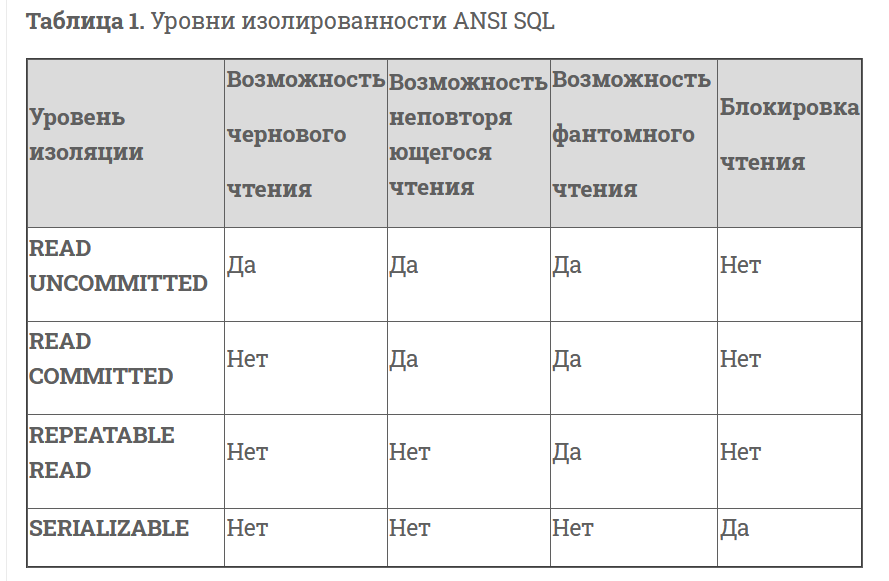 Таблица 1. Уровни изолированности ANSI SQL
Уровень
изоляции
Возможность
чернового
чтения
Возможность
неповторя
ющегося
чтения
Возможность
фантомного
чтения
Блокировка
чтения
READ
UNCOMMITTED
Да
Да
Да
Нет
READ
COMMITTED
Нет
Да
Да
Нет
REPEATABLE
READ
Нет
Нет
Да
Нет
SERIALIZABLE
Нет
Нет
Нет
Да